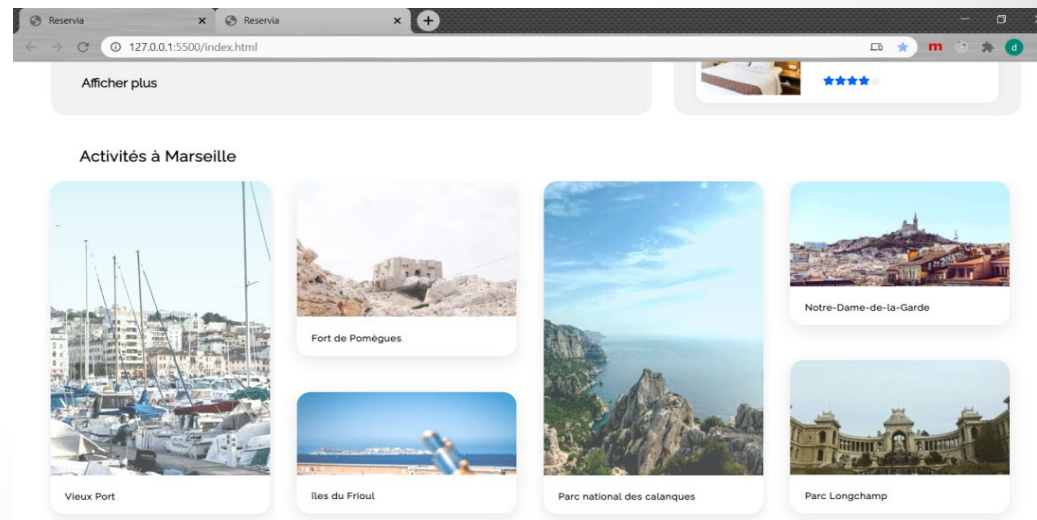 Reservia
Reservia
127.0.0.1:5500/index.html
m
d
Afficher plus
Activités à Marseille
Vieux Port
Fort de Pomègues
îles du Frioul
Parc national des calanques
Notre-Dame-de-la-Garde
Parc Longchamp